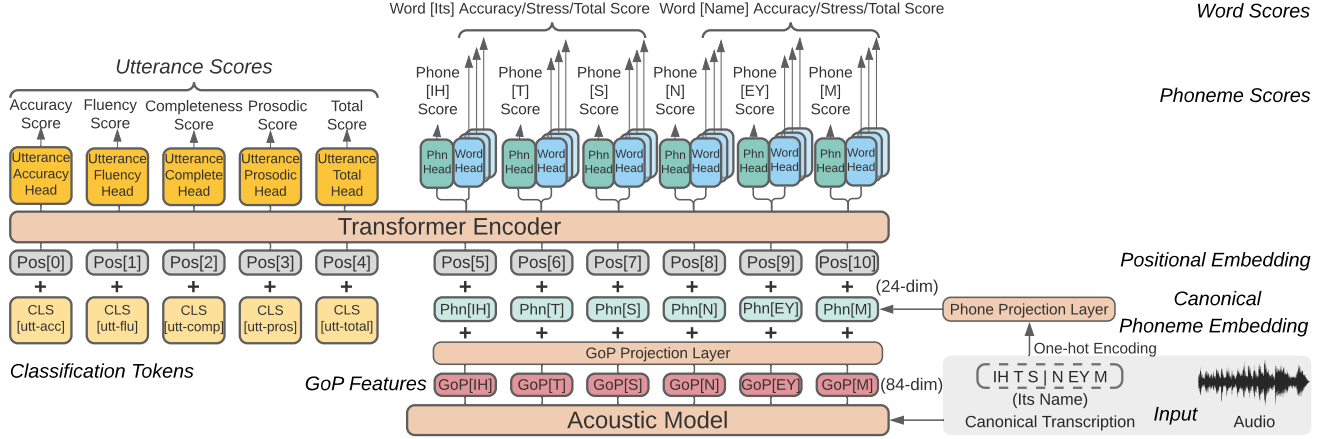 Word [Its] Accuracy/Stress/Total Score
Word [Name] Accuracy/Stress/Total Score
Word Scores
Utterance Scores
Phone [IH] Score
Phone [T] Score
Phone [S] Score
Phone [N] Score
Phone [EY] Score
Phone [M] Score
Phoneme Scores
Accuracy Score
Fluency Score
Completeness Score
Prosodic Score
Total Score
Utterance Accuracy Head
Utterance Fluency Head
Utterance Complete Head
Utterance Prosodic Head
Utterance Total Head
Phn Head
Word Head
Phn Head
Word Head
Phn Head
Word Head
Phn Head
Word Head
Phn Head
Word Head
Phn Head
Word Head
Transformer Encoder
Pos[0]
Pos[1]
Pos[2]
Pos[3]
Pos[4]
Pos[5]
Pos[6]
Pos[7]
Pos[8]
Pos[9]
Pos[10]
Positional Embedding
+ + + + + + + + + + +
(24-dim)
CLS [utt-acc]
CLS [utt-flu]
CLS [utt-comp]
CLS [utt-pros]
CLS [utt-total]
Phn[IH]
Phn[T]
Phn[S]
Phn[N]
Phn[EY]
Phn[M]
Phone Projection Layer
Canonical
Phoneme Embedding
+ + + + + +
One-hot Encoding
GoP Projection Layer
Classification Tokens
GoP Features
GoP[IH]
GoP[T]
GoP[S]
GoP[N]
GoP[EY]
GoP[M]
(84-dim)
IH T S | N EY M
(Its Name)
Canonical Transcription
Input
Audio
Acoustic Model